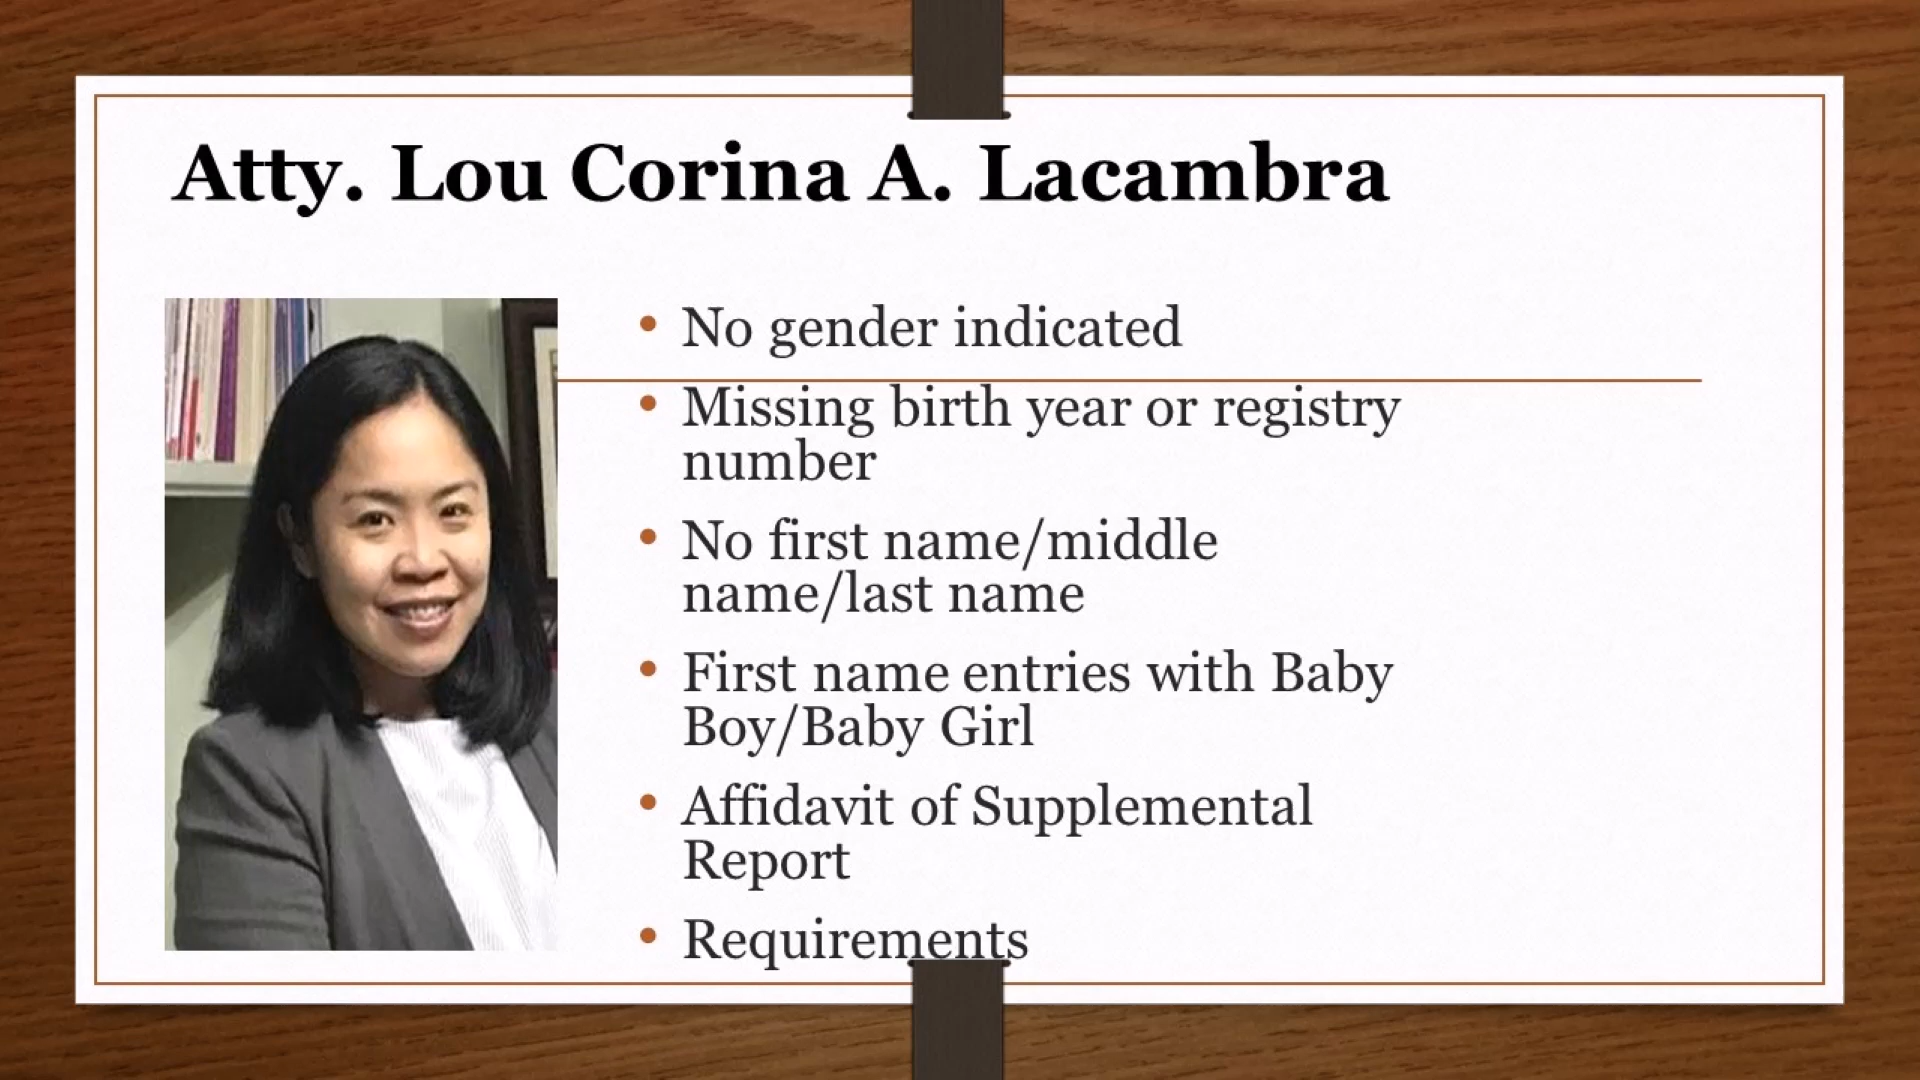 Atty. Lou Corina A. Lacambra
• No gender indicated
• Missing birth year or registry
number
• No first name/middle
name/last name
• First name entries with Baby
Boy/Baby Girl
• Affidavit of Supplemental
Report
• Requirements